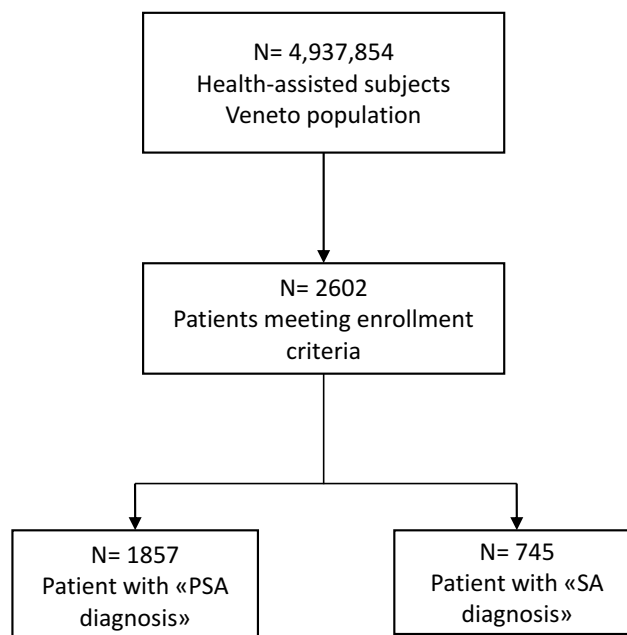 N= 4,937,854
Health-assisted subjects
Veneto population
N= 2602
Patients meeting enrollment
criteria
N= 1857
Patient with «PSA
diagnosis»
N= 745
Patient with «SA
diagnosis»